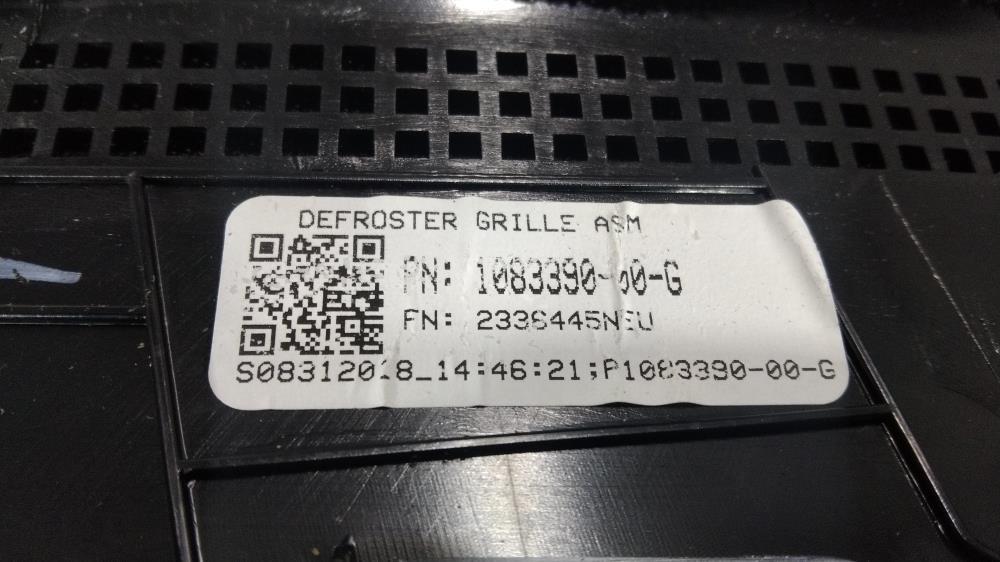 DEFROSTER GRILLE ASM
PN: 1083390-00-G
FN: 2336445NEU
S08312018_14:46:21;P1083390-00-G